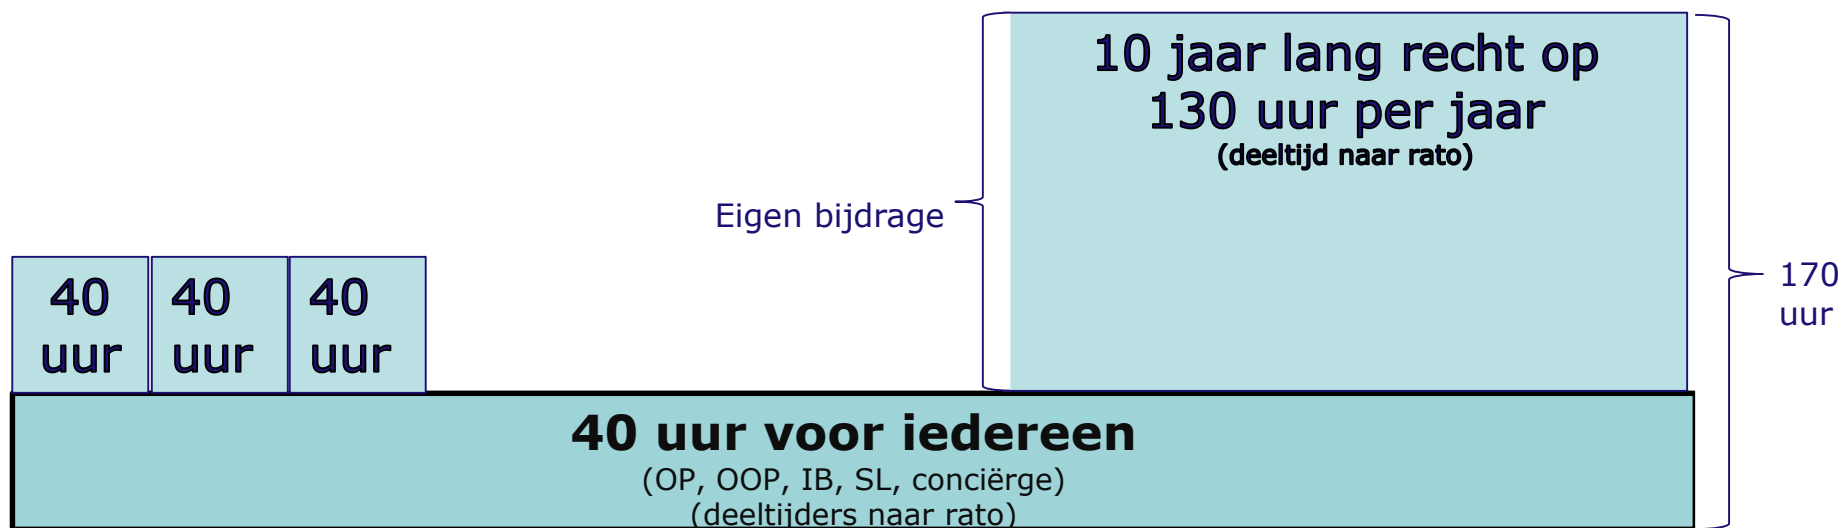 10 jaar lang recht op
130 uur per jaar
(deeltijd naar rato)
Eigen bijdrage
170
uur
40
uur
40
uur
40
uur
40 uur voor iedereen
(OP, OOP, IB, SL, conciërge)
(deeltijders naar rato)